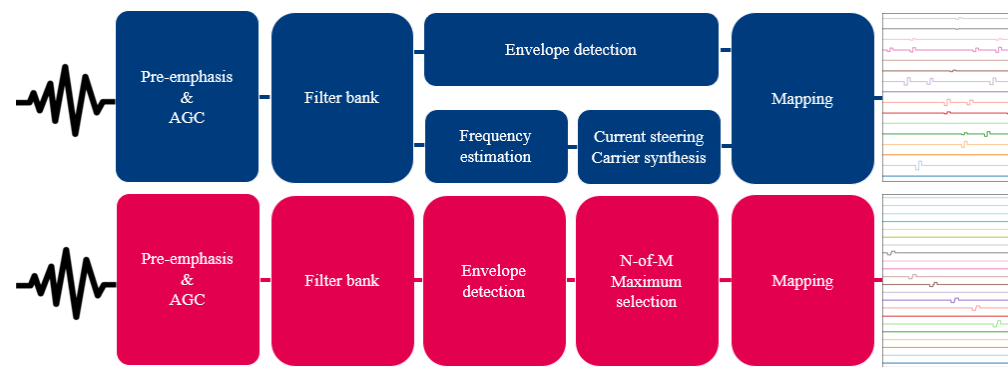 Pre-emphasis
&
AGC
Filter bank
Envelope detection
Frequency
estimation
Current steering
Carrier synthesis
Mapping
Pre-emphasis
&
AGC
Filter bank
Envelope
detection
N-of-M
Maximum
selection
Mapping